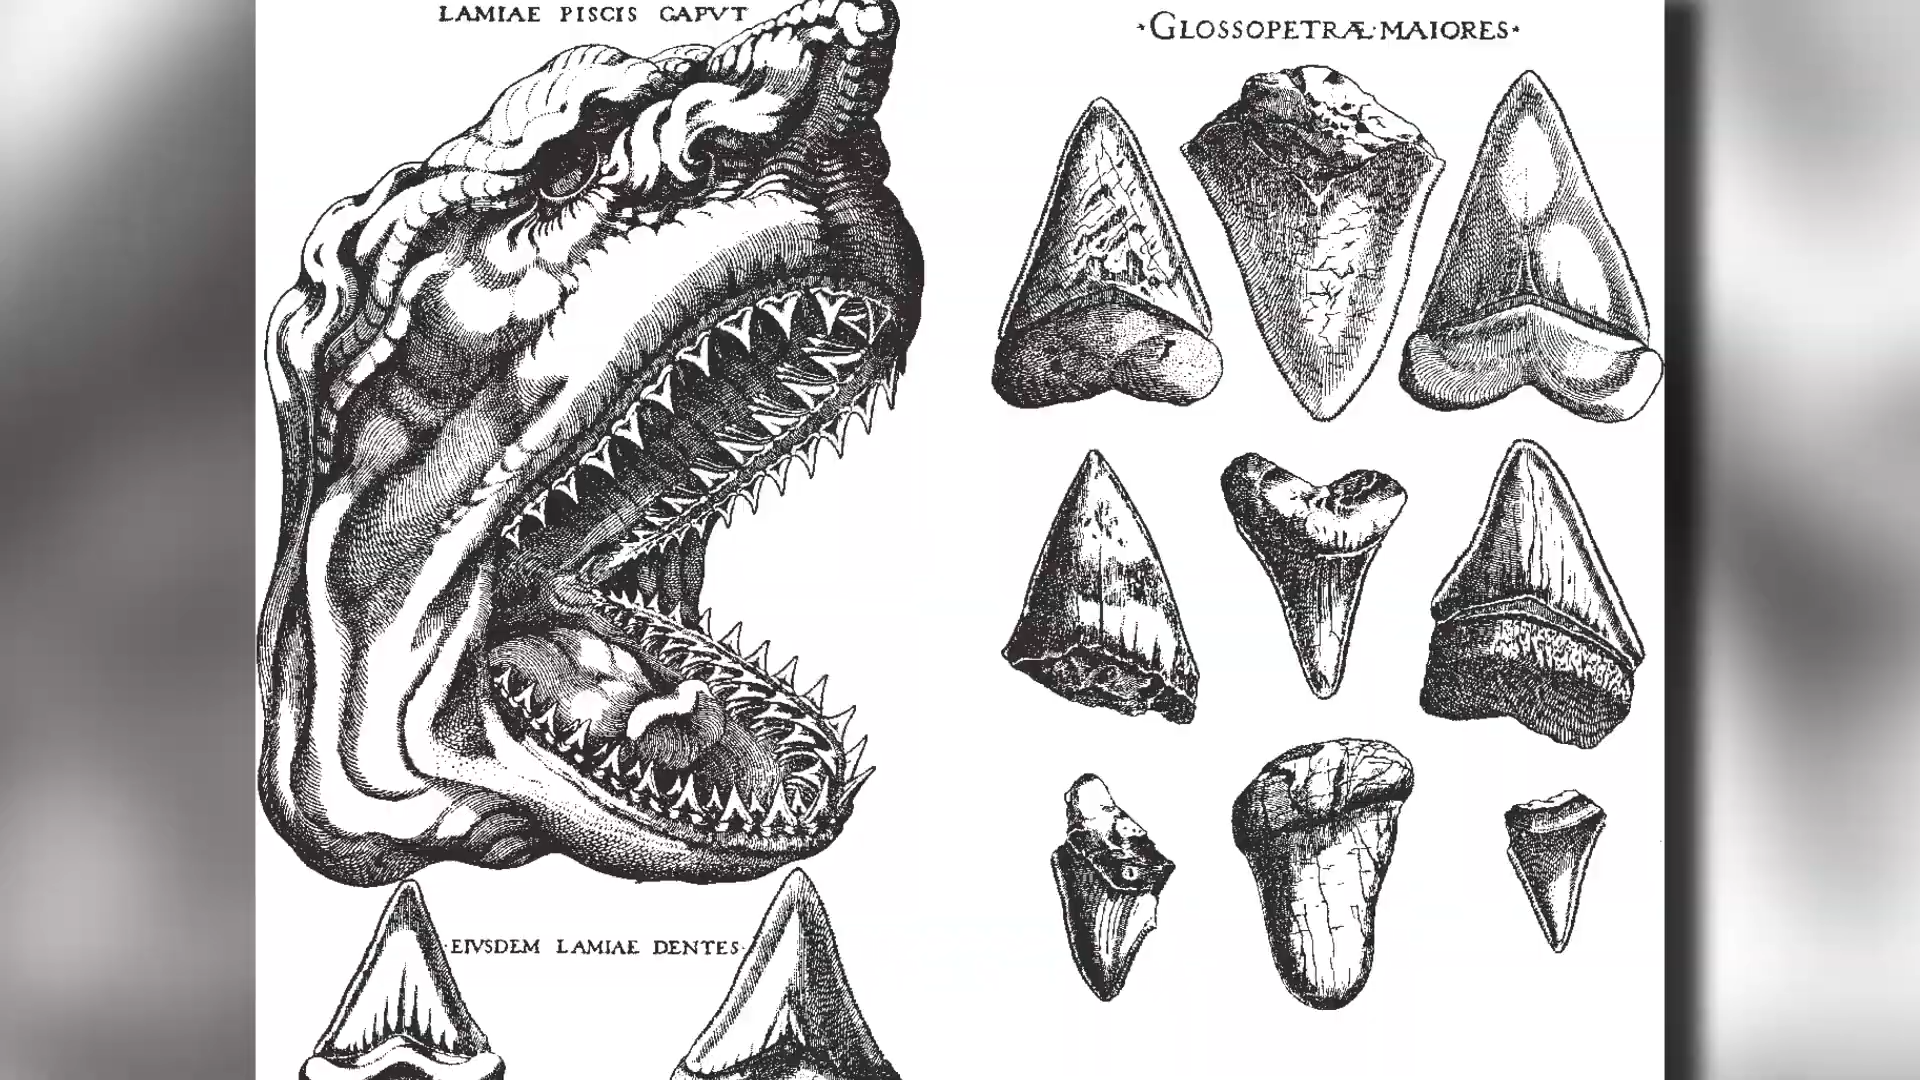 LAMIAE PISCIS CAPVT
·GLOSSOPETRÆ·MAIORES·
·EIVSDEM LAMIAE DENTES·